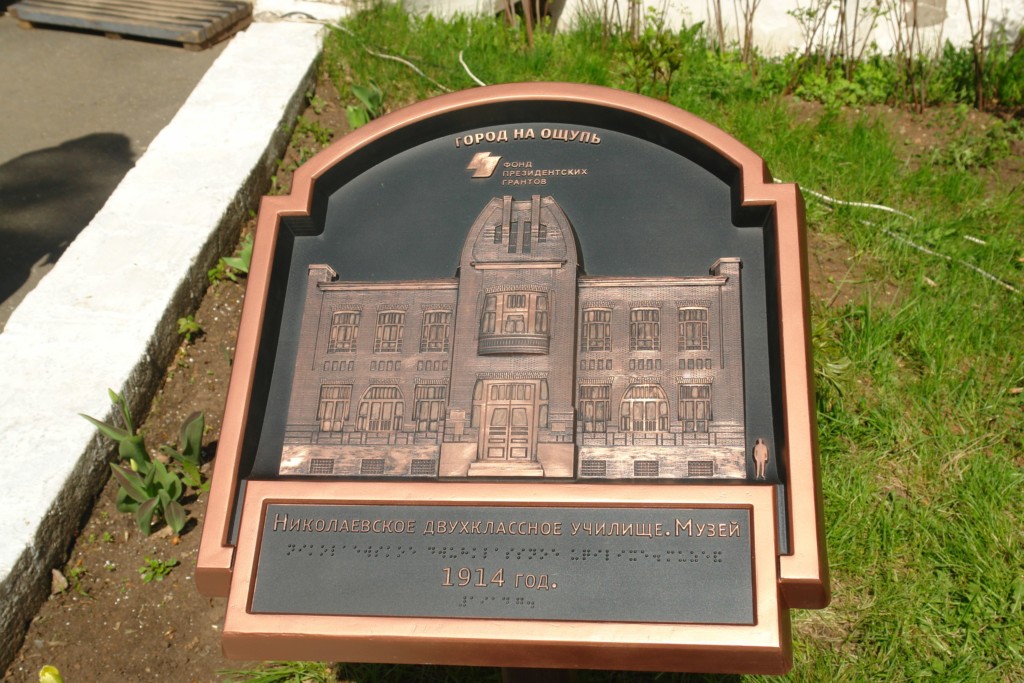 ГОРОД НА ОЩУПЬ
ФОНД
ПРЕЗИДЕНТСКИХ
ГРАНТОВ
Николаевское двухклассное училище. Музей
1914 год.